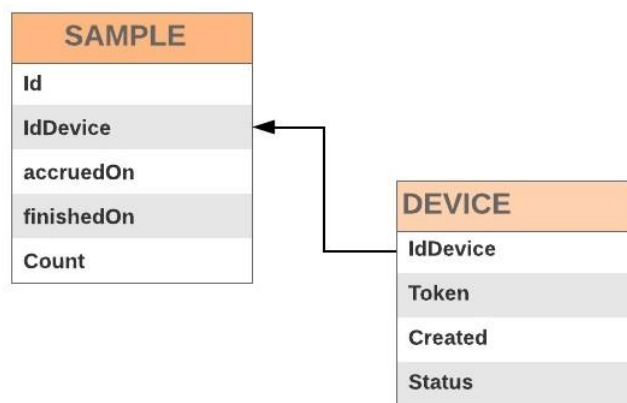 SAMPLE
Id
IdDevice
accruedOn
finishedOn
Count
DEVICE
IdDevice
Token
Created
Status